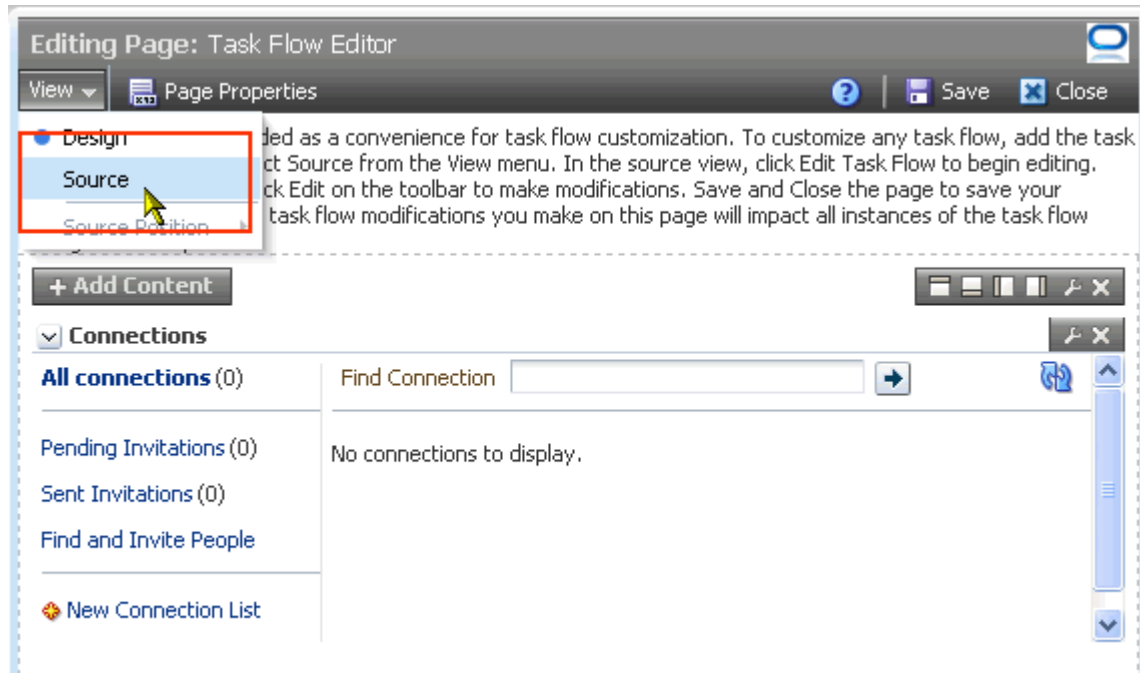 Editing Page: Task Flow Editor
View Page Properties Save Close
Design ded as a convenience for task flow customization. To customize any task flow, add the task
Source ct Source from the View menu. In the source view, click Edit Task Flow to begin editing.
ck Edit on the toolbar to make modifications. Save and Close the page to save your
Source Position task flow modifications you make on this page will impact all instances of the task flow
+ Add Content
Connections
All connections (0) Find Connection
Pending Invitations (0) No connections to display.
Sent Invitations (0)
Find and Invite People
New Connection List